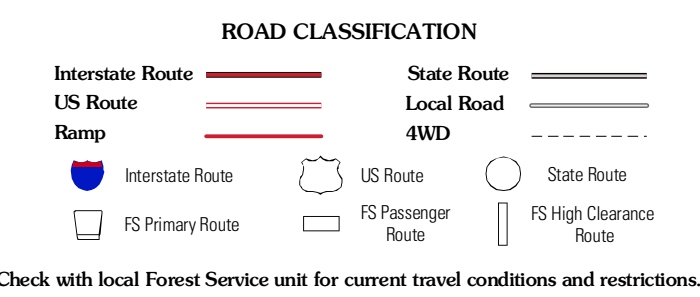 ROAD CLASSIFICATION
Interstate Route
State Route
US Route
Local Road
Ramp
4WD
Interstate Route
US Route
State Route
FS Primary Route
FS Passenger
Route
FS High Clearance
Route
Check with local Forest Service unit for current travel conditions and restrictions.